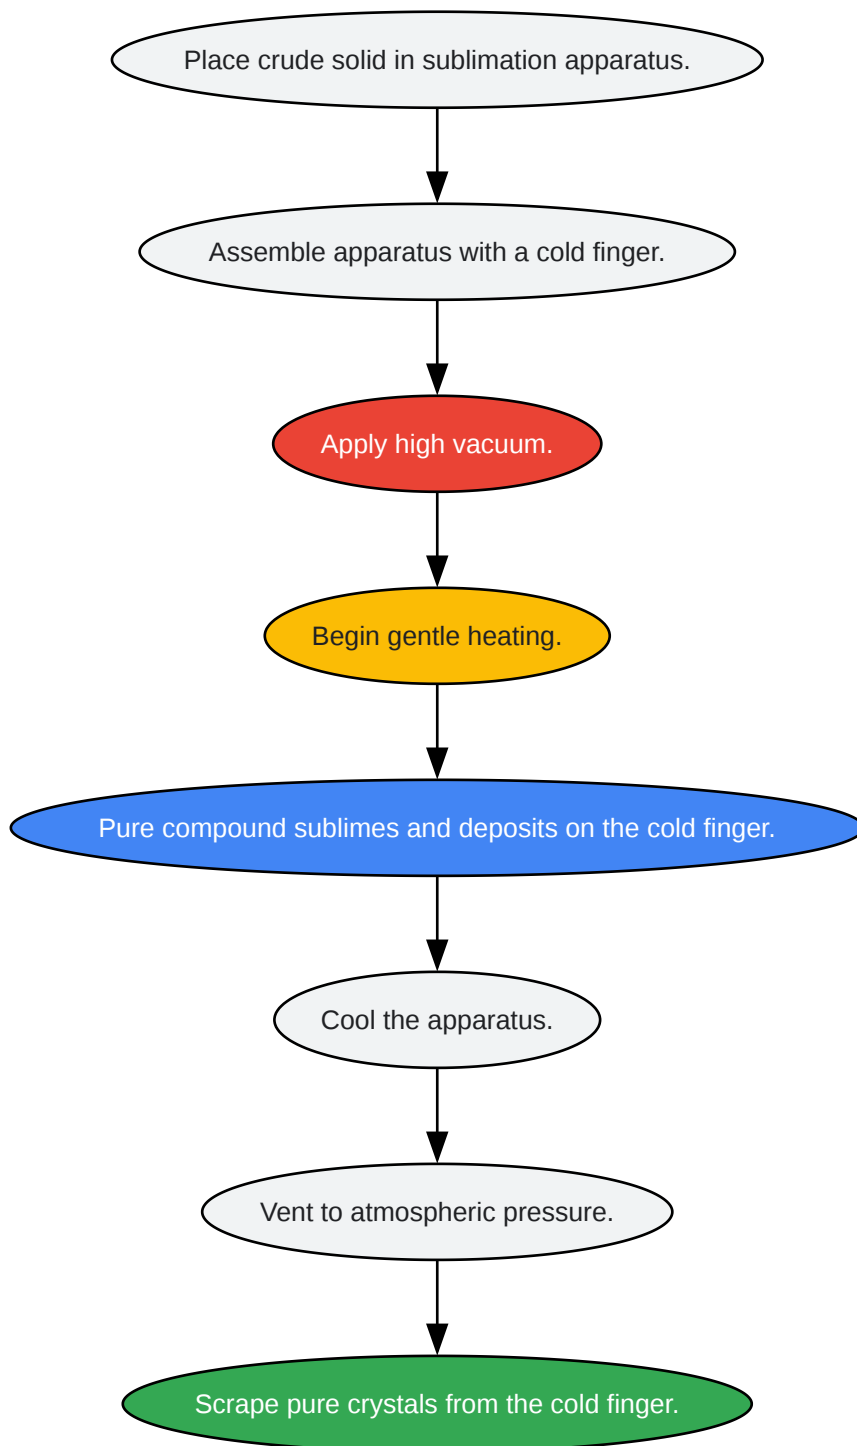 Place crude solid in sublimation apparatus.
Assemble apparatus with a cold finger.
Apply high vacuum.
Begin gentle heating.
Pure compound sublimes and deposits on the cold finger.
Cool the apparatus.
Vent to atmospheric pressure.
Scrape pure crystals from the cold finger.